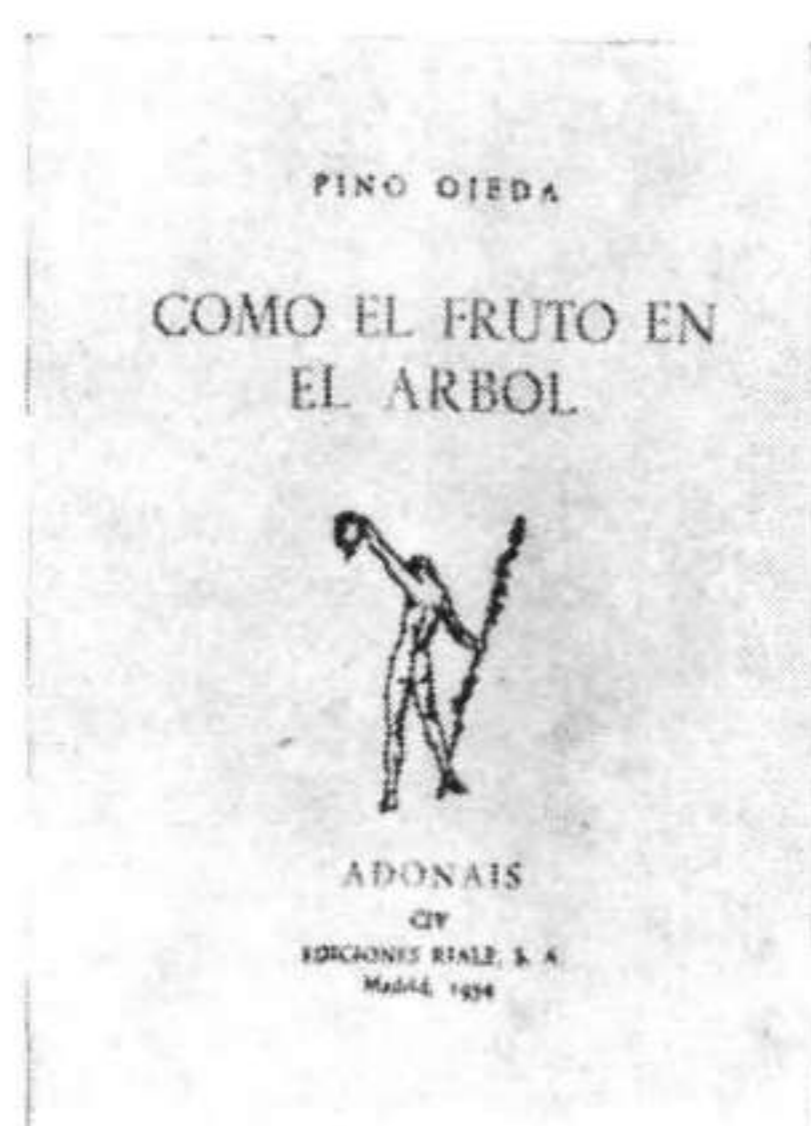 PINO OJEDA
COMO EL FRUTO EN
EL ARBOL
ADONAIS
CIV
EDICIONES RIALP, S. A.
Madrid, 1954